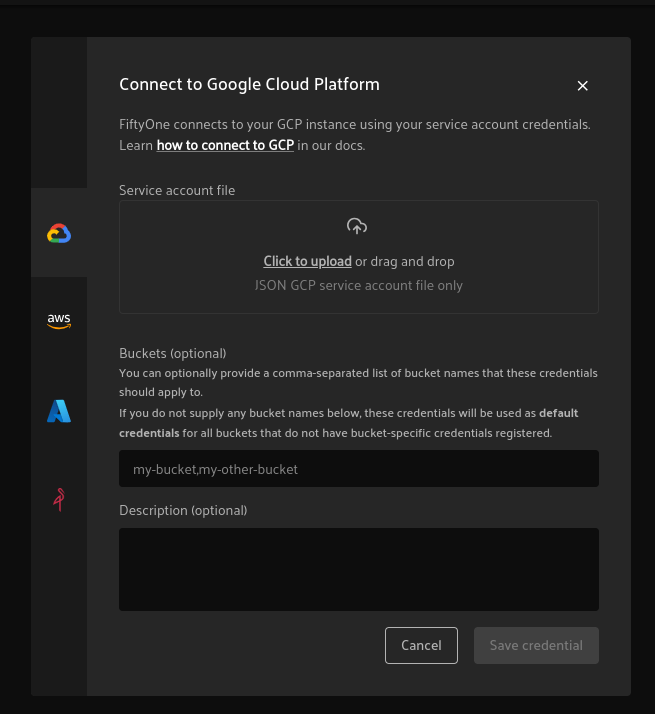 Connect to Google Cloud Platform
FiftyOne connects to your GCP instance using your service account credentials.
Learn how to connect to GCP in our docs.
Service account file
Click to upload or drag and drop
JSON GCP service account file only
aws
Buckets (optional)
You can optionally provide a comma-separated list of bucket names that these credentials
should apply to.
If you do not supply any bucket names below, these credentials will be used as default
credentials for all buckets that do not have bucket-specific credentials registered.
my-bucket,my-other-bucket
Description (optional)
Cancel
Save credential